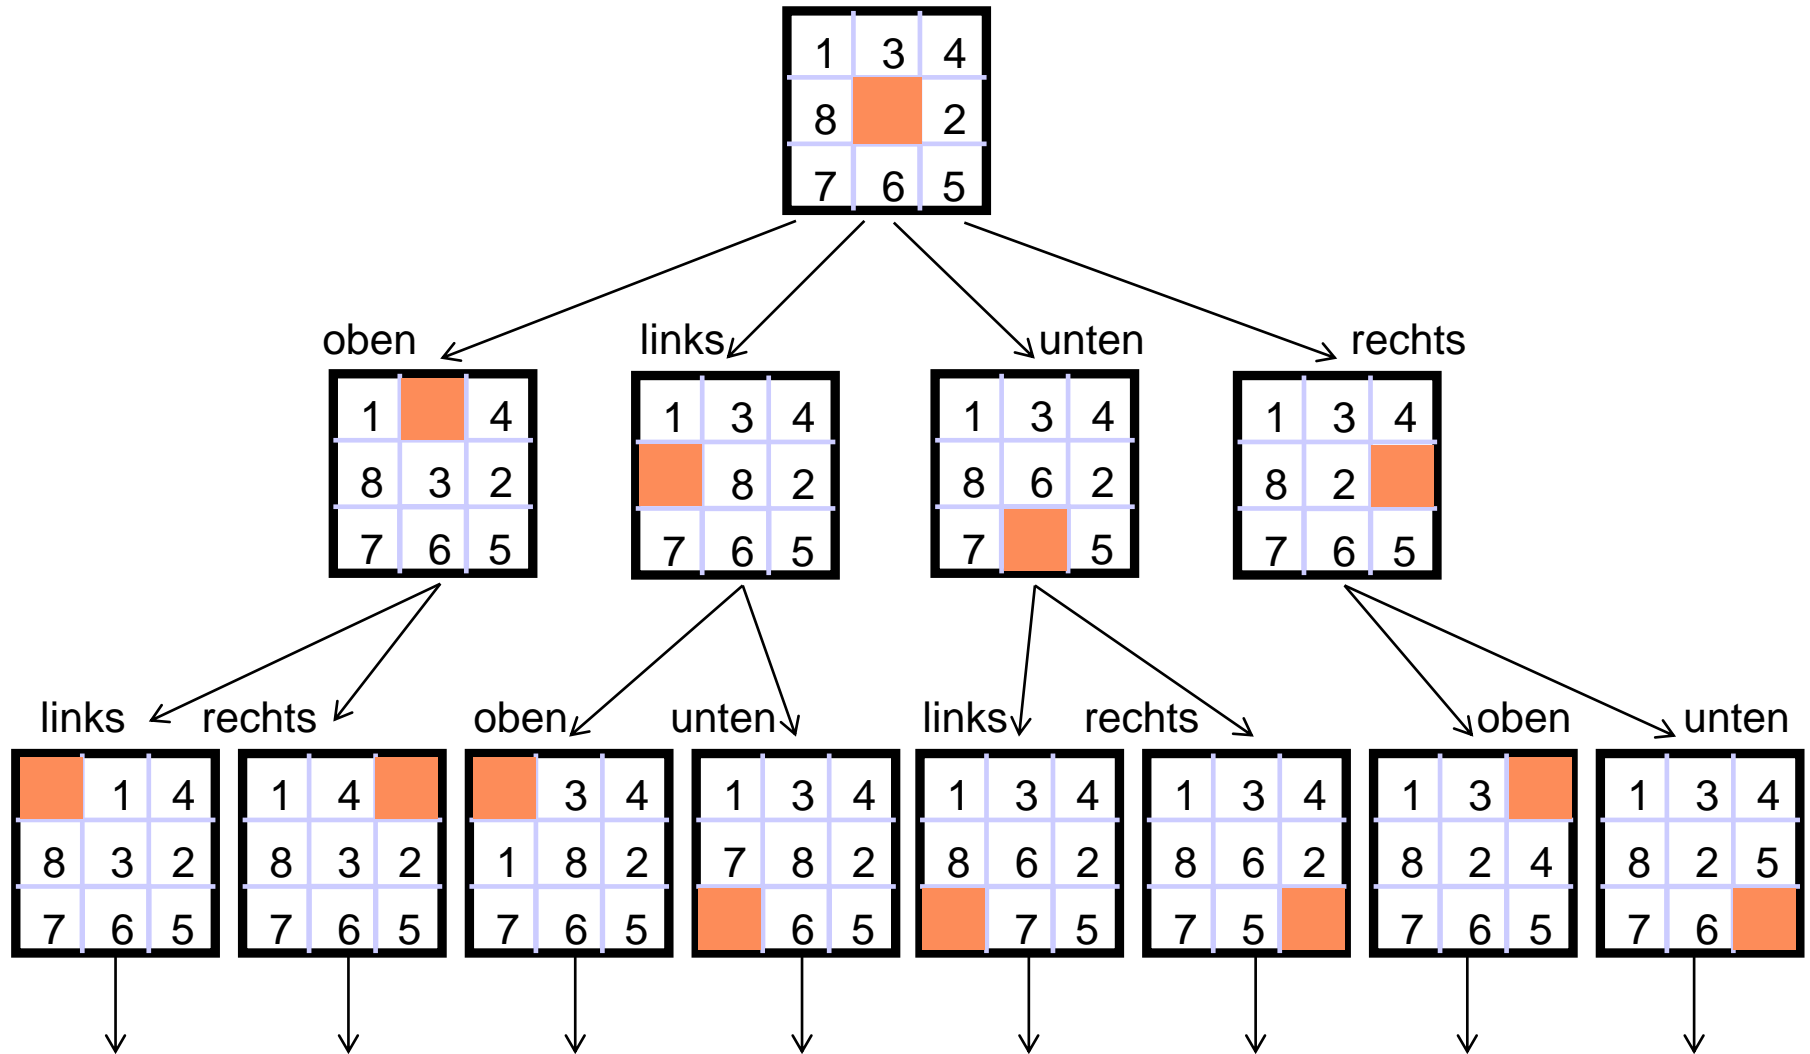 1 3 4
8 2
7 6 5
oben links unten rechts
1 4 1 3 4 1 3 4 1 3 4
8 3 2 8 2 8 6 2 8 2
7 6 5 7 6 5 7 5 7 6 5
links rechts oben unten links rechts oben unten
1 4 1 4 3 4 1 3 4 1 3 4 1 3 4 1 3 1 3 4
8 3 2 8 3 2 1 8 2 7 8 2 8 6 2 8 6 2 8 2 4 8 2 5
7 6 5 7 6 5 7 6 5 6 5 7 5 7 5 7 6 5 7 6